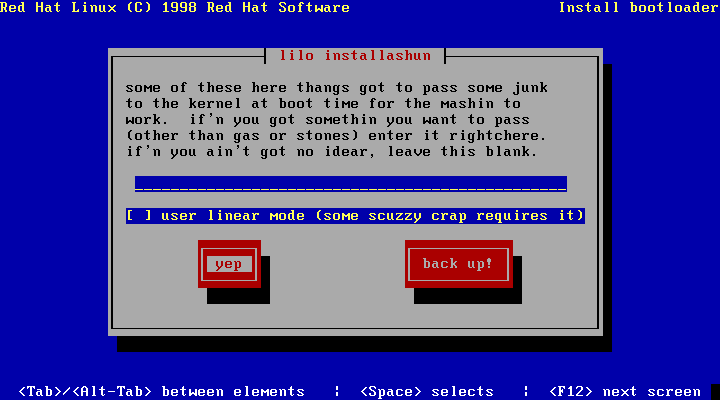 Red Hat Linux (C) 1998 Red Hat Software Install bootloader
lilo installashun
some of these here thangs got to pass some junk
to the kernel at boot time for the mashin to
work.  if'n you got somethin you want to pass
(other than gas or stones) enter it rightchere.
if'n you ain't got no idear, leave this blank.
[ ] user linear mode (some scuzzy crap requires it)
yep back up!
<Tab>/<Alt-Tab> between elements | <Space> selects | <F12> next screen